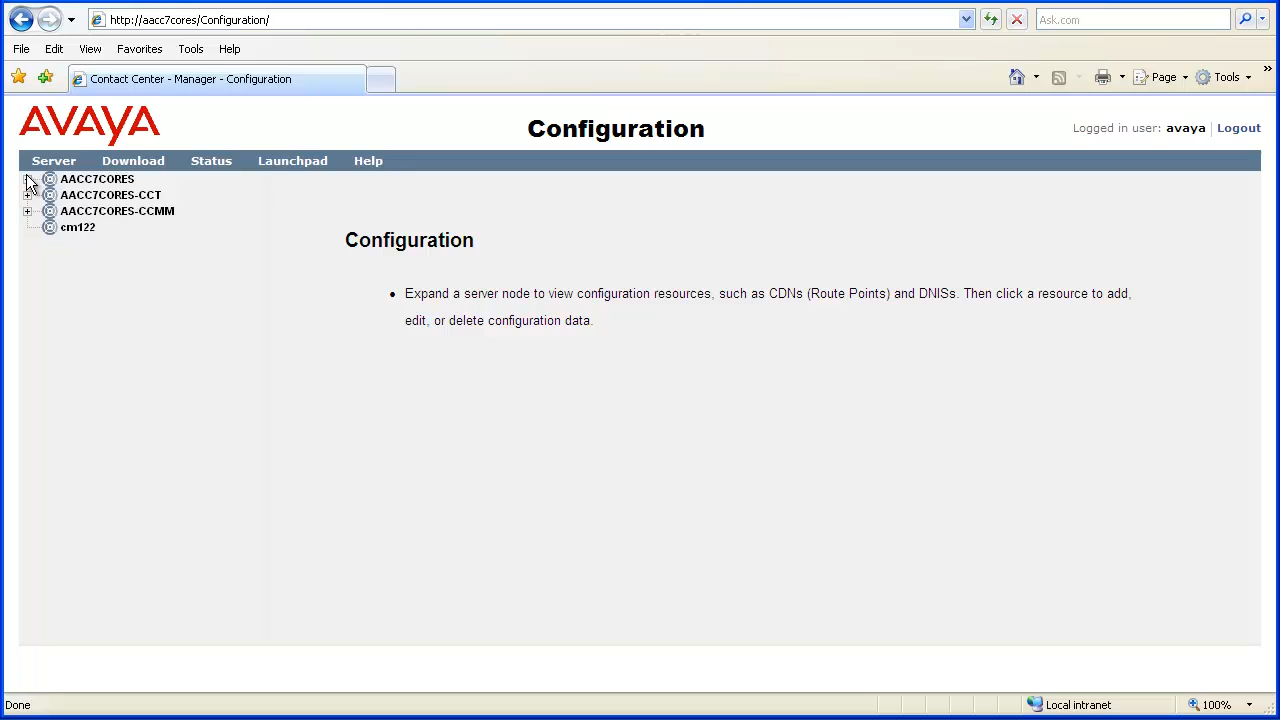 http://aacc7cores/Configuration/
Ask.com
File Edit View Favorites Tools Help
Contact Center - Manager - Configuration
Page Tools »
AVAYA
Configuration
Logged in user: avaya | Logout
Server Download Status Launchpad Help
AACC7CORES
AACC7CORES-CCT
AACC7CORES-CCMM
cm122
Configuration
• Expand a server node to view configuration resources, such as CDNs (Route Points) and DNISs. Then click a resource to add,
edit, or delete configuration data.
Done
Local intranet
100%